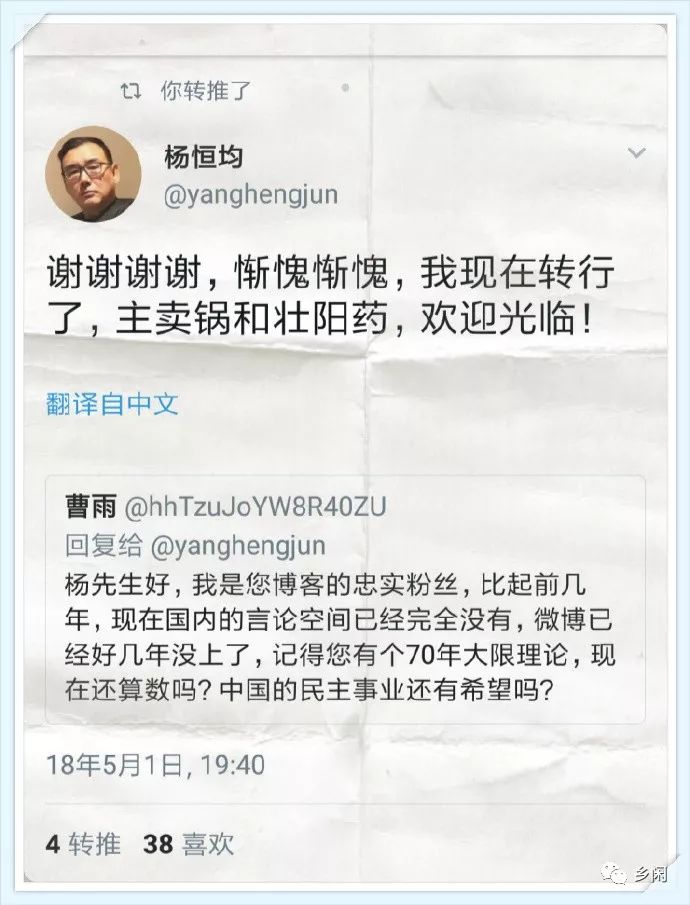 你转推了
杨恒均
@yanghengjun
谢谢谢谢，惭愧惭愧，我现在转行
了，主卖锅和壮阳药，欢迎光临！
翻译自中文
曹雨 @hhTzuJoYW8R40ZU
回复给 @yanghengjun
杨先生好，我是您博客的忠实粉丝，比起前几
年，现在国内的言论空间已经完全没有，微博已
经好几年没上了，记得您有个70年大限理论，现
在还算数吗？中国的民主事业还有希望吗？
18年5月1日, 19:40
4 转推 38 喜欢
乡闲